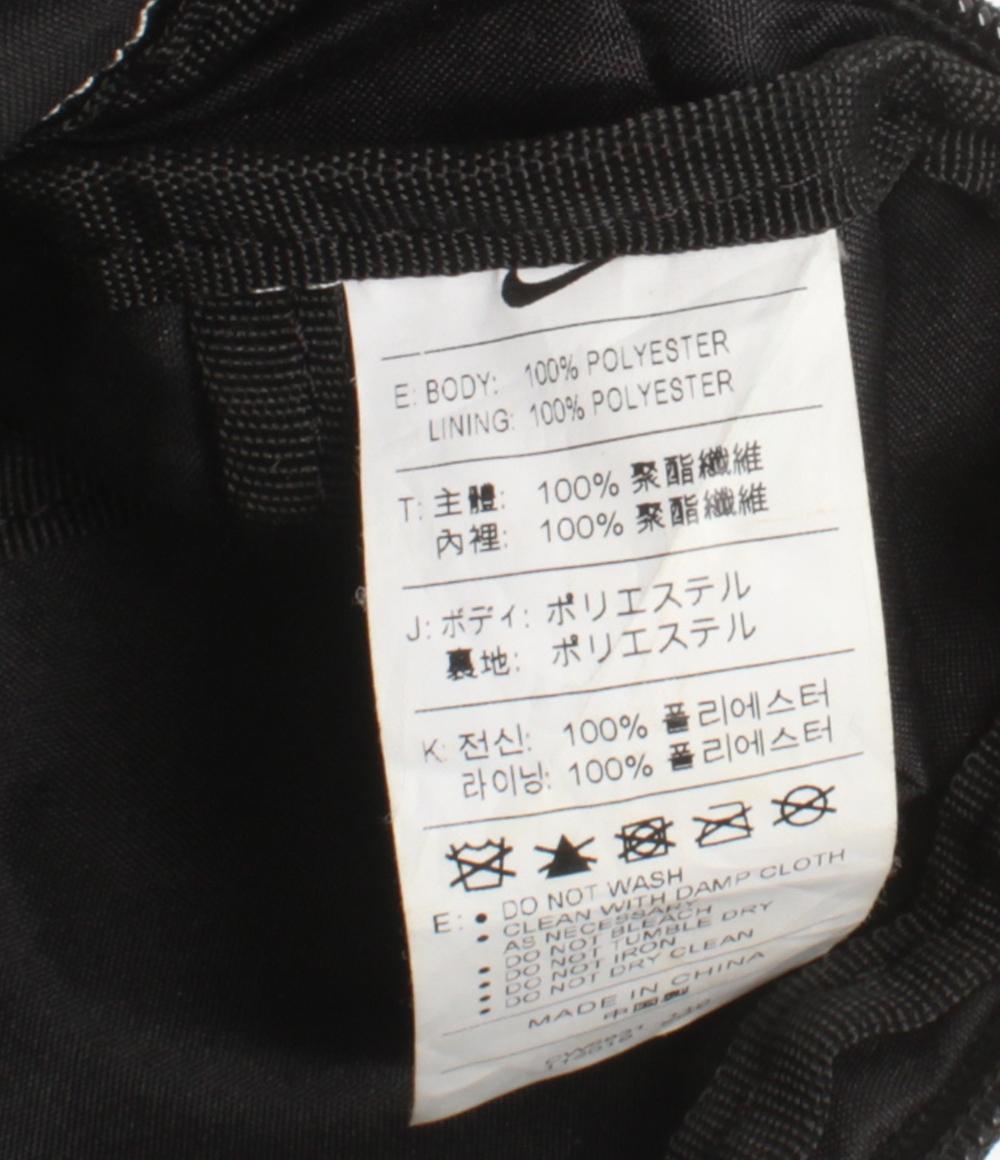 E: BODY: 100% POLYESTER
LINING: 100% POLYESTER
T: 主體: 100% 聚酯纖維
內裡: 100% 聚酯纖維
J: ボディ: ポリエステル
裏地: ポリエステル
K: 전신: 100% 폴리에스터
라이닝: 100% 폴리에스터
E: • DO NOT WASH
• CLEAN WITH DAMP CLOTH
AS NECESSARY
• DO NOT BLEACH
• DO NOT TUMBLE DRY
• DO NOT IRON
• DO NOT DRY CLEAN
MADE IN CHINA
中國製